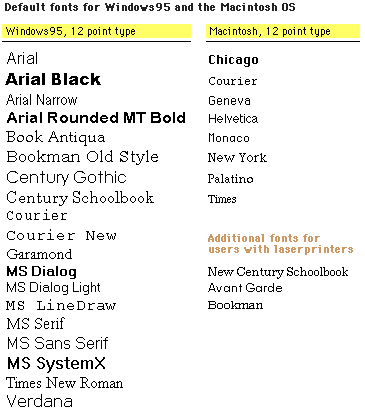 Default fonts for Windows95 and the Macintosh OS
Windows95, 12 point type
Arial
Arial Black
Arial Narrow
Arial Rounded MT Bold
Book Antiqua
Bookman Old Style
Century Gothic
Century Schoolbook
Courier
Courier New
Garamond
MS Dialog
MS Dialog Light
MS LineDraw
MS Serif
MS Sans Serif
MS SystemX
Times New Roman
Verdana
Macintosh, 12 point type
Chicago
Courier
Geneva
Helvetica
Monaco
New York
Palatino
Times
Additional fonts for
users with laserprinters
New Century Schoolbook
Avant Garde
Bookman